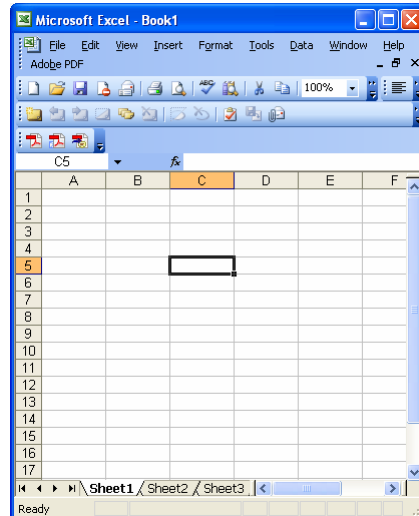 Microsoft Excel - Book1
File Edit View Insert Format Tools Data Window Help
Adobe PDF
100%
C5 fx
A B C D E F
1
2
3
4
5
6
7
8
9
10
11
12
13
14
15
16
17
Sheet1 Sheet2 Sheet3
Ready